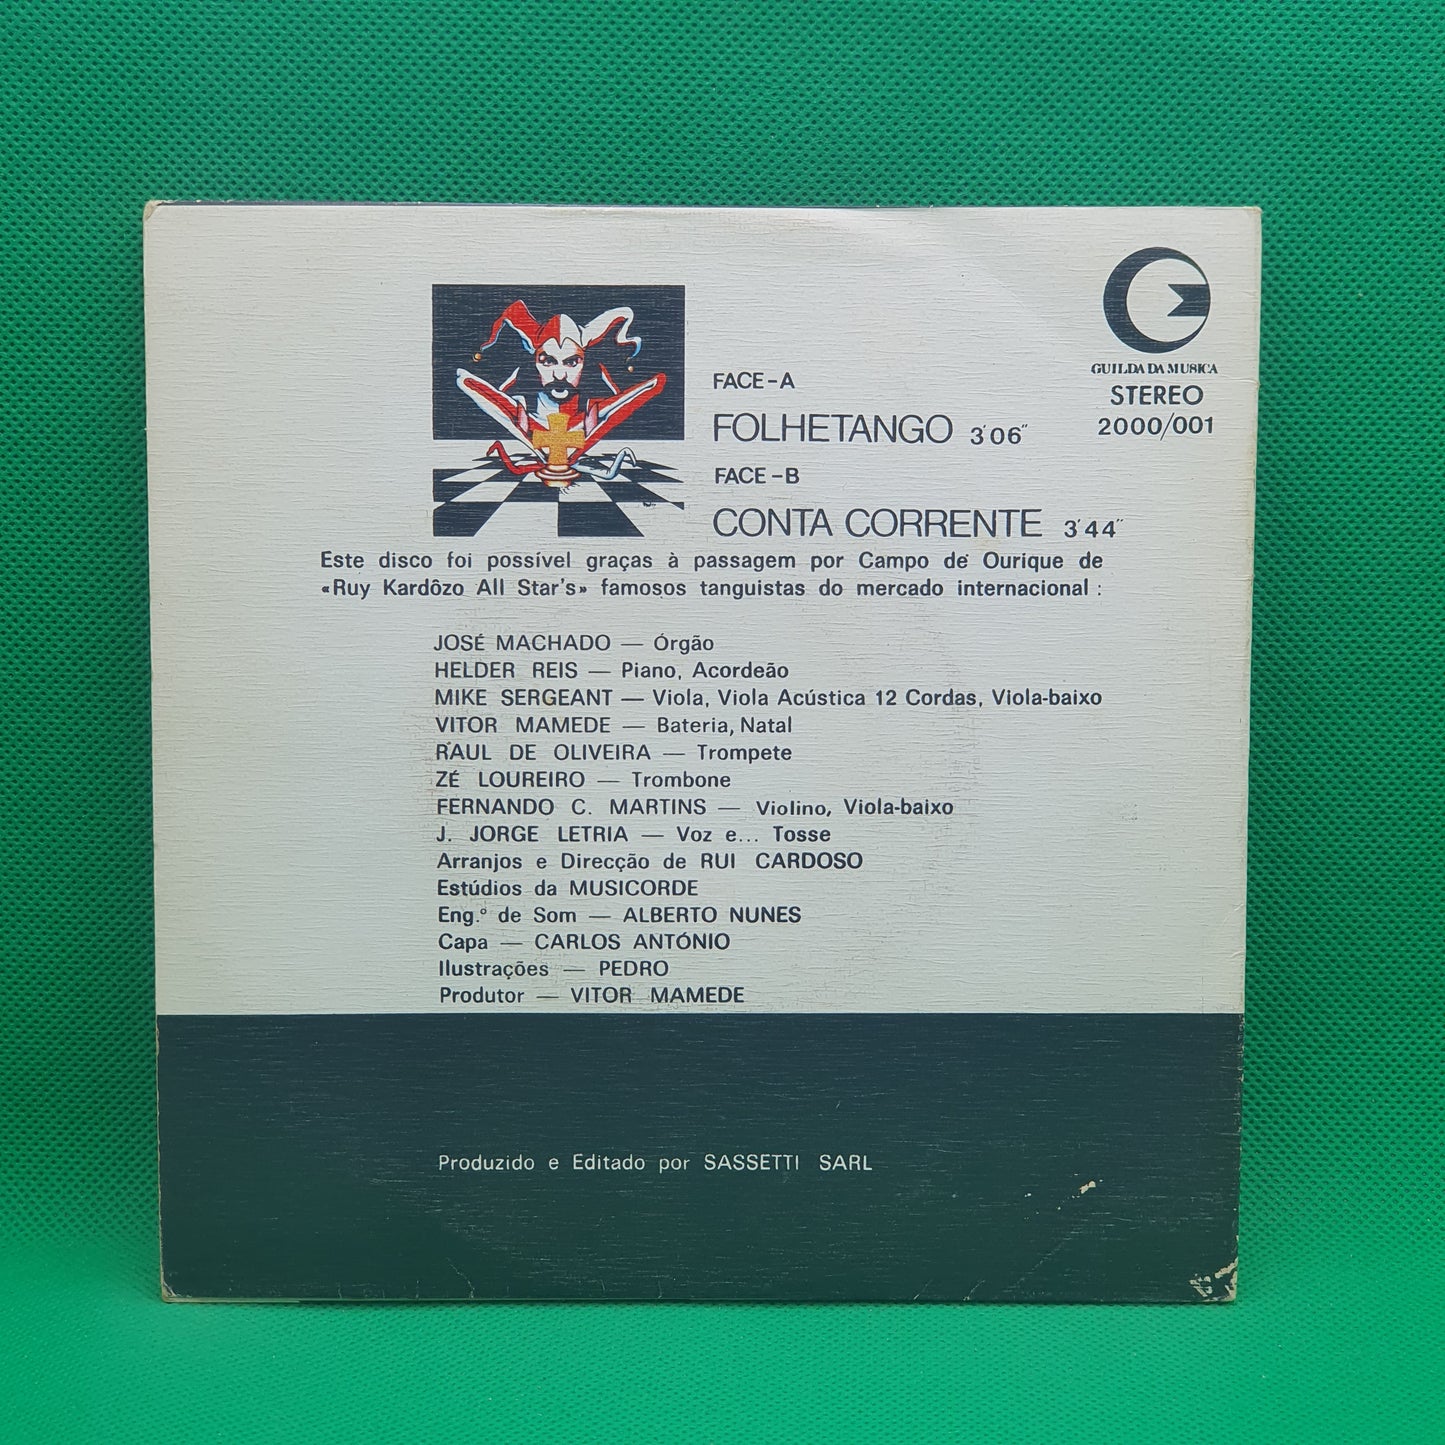 GUILDA DA MUSICA
STEREO
2000/001
FACE-A
FOLHETANGO 3'06"
FACE-B
CONTA CORRENTE 3'44"
Este disco foi possível graças à passagem por Campo de Ourique de
«Ruy Kardôzo All Star's» famosos tanguistas do mercado internacional :
JOSÉ MACHADO — Órgão
HELDER REIS — Piano, Acordeão
MIKE SERGEANT — Viola, Viola Acústica 12 Cordas, Viola-baixo
VITOR MAMEDE — Bateria, Natal
RAUL DE OLIVEIRA — Trompete
ZÉ LOUREIRO — Trombone
FERNANDO C. MARTINS — Violino, Viola-baixo
J. JORGE LETRIA — Voz e... Tosse
Arranjos e Direcção de RUI CARDOSO
Estúdios da MUSICORDE
Eng.º de Som — ALBERTO NUNES
Capa — CARLOS ANTÓNIO
Ilustrações — PEDRO
Produtor — VITOR MAMEDE
Produzido e Editado por SASSETTI SARL